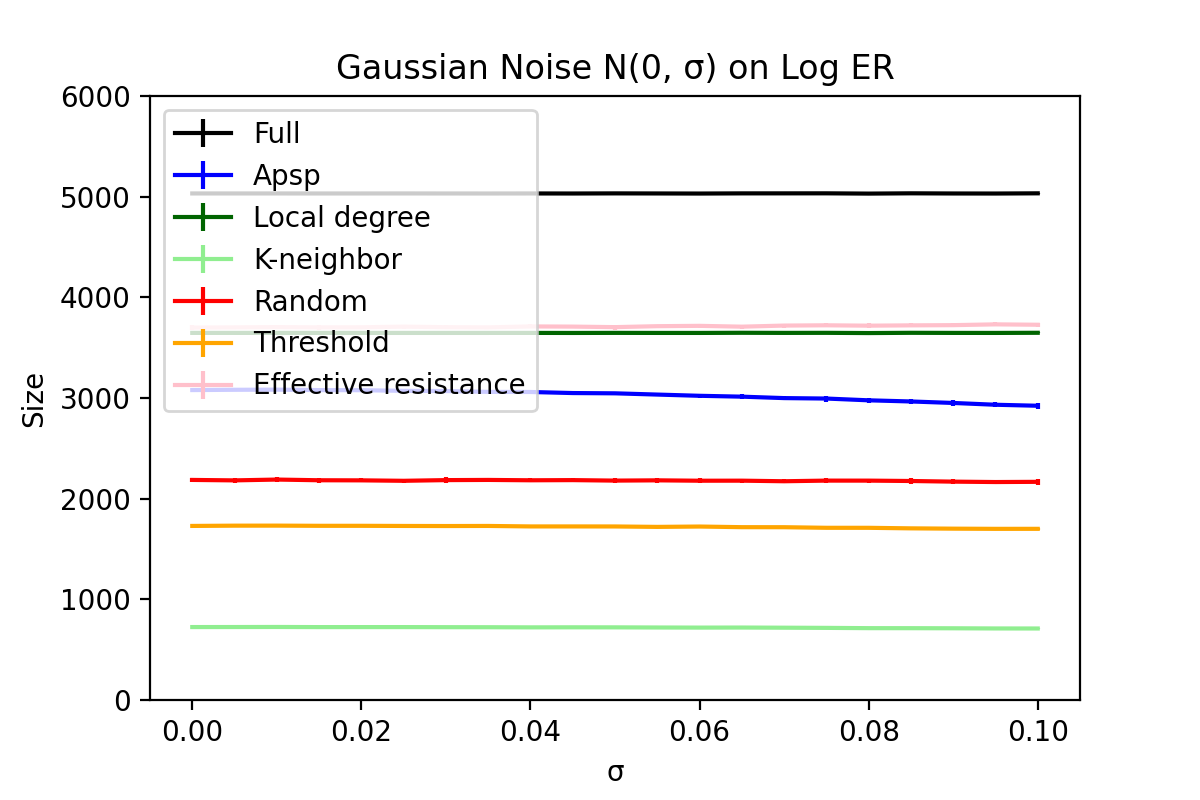 Gaussian Noise N(0, σ) on Log ER
6000
5000
4000
3000
2000
1000
0
Size
Full
Apsp
Local degree
K-neighbor
Random
Threshold
Effective resistance
0.00 0.02 0.04 0.06 0.08 0.10
σ